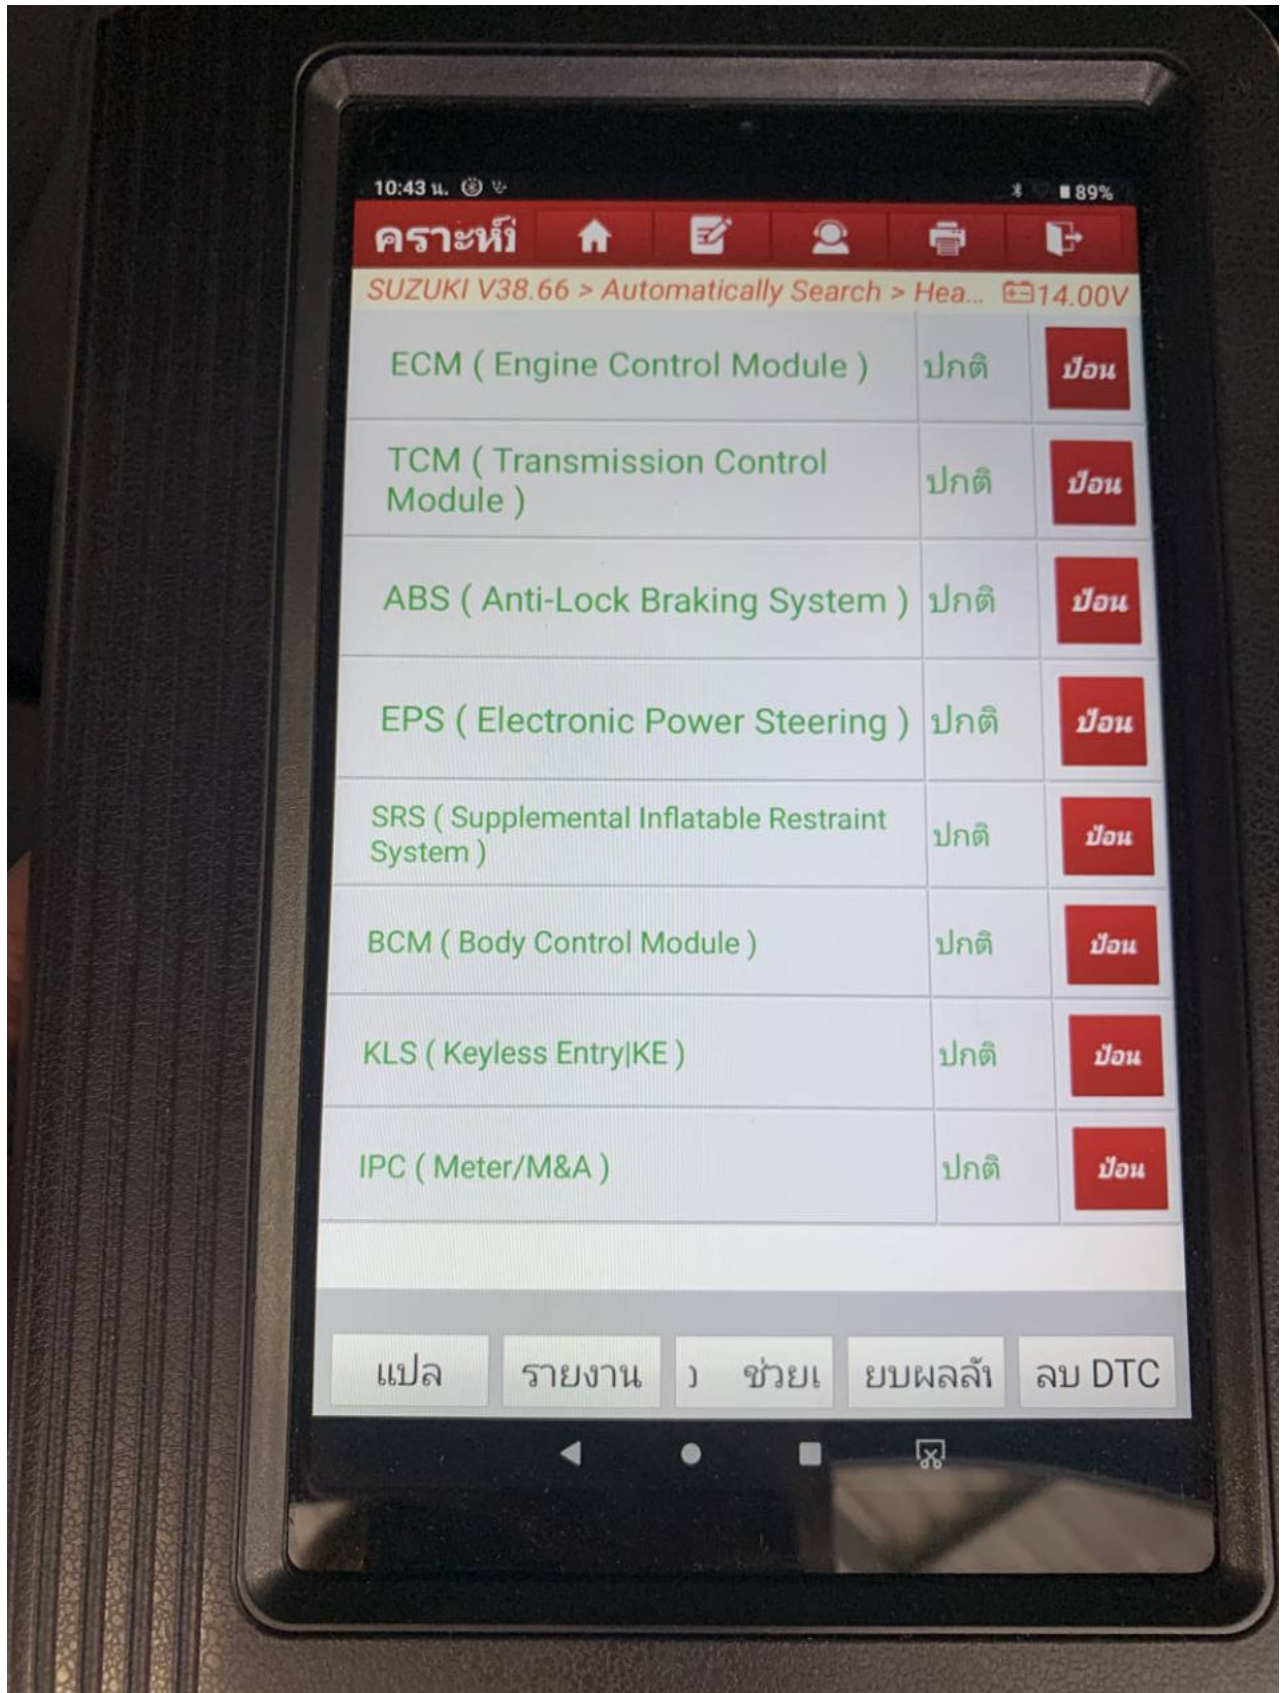 10:43 น. 89%
คราะห์ใ
SUZUKI V38.66 > Automatically Search > Hea... 14.00V
ECM ( Engine Control Module ) ปกติ ป้อน
TCM ( Transmission Control
Module ) ปกติ ป้อน
ABS ( Anti-Lock Braking System ) ปกติ ป้อน
EPS ( Electronic Power Steering ) ปกติ ป้อน
SRS ( Supplemental Inflatable Restraint
System ) ปกติ ป้อน
BCM ( Body Control Module ) ปกติ ป้อน
KLS ( Keyless Entry|KE ) ปกติ ป้อน
IPC ( Meter/M&A ) ปกติ ป้อน
แปล รายงาน ช่วยเ ยบผลลั ลบ DTC